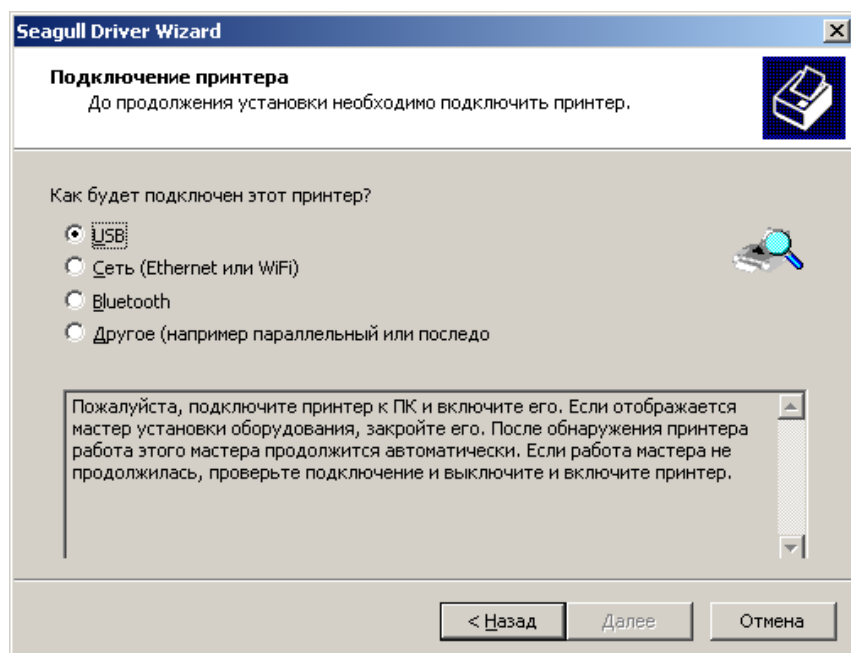 Seagull Driver Wizard
Подключение принтера
До продолжения установки необходимо подключить принтер.
Как будет подключен этот принтер?
USB
Сеть (Ethernet или WiFi)
Bluetooth
Другое (например параллельный или последо
Пожалуйста, подключите принтер к ПК и включите его. Если отображается
мастер установки оборудования, закройте его. После обнаружения принтера
работа этого мастера продолжится автоматически. Если работа мастера не
продолжилась, проверьте подключение и выключите и включите принтер.
< Назад
Далее
Отмена